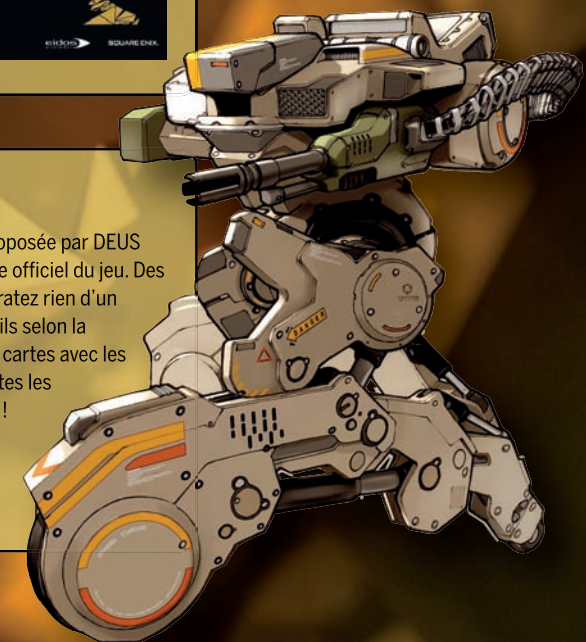 eidos
SQUARE ENIX.
oposée par DEUS
e officiel du jeu. Des
ratez rien d'un
ils selon la
cartes avec les
tes les
!
DANGER